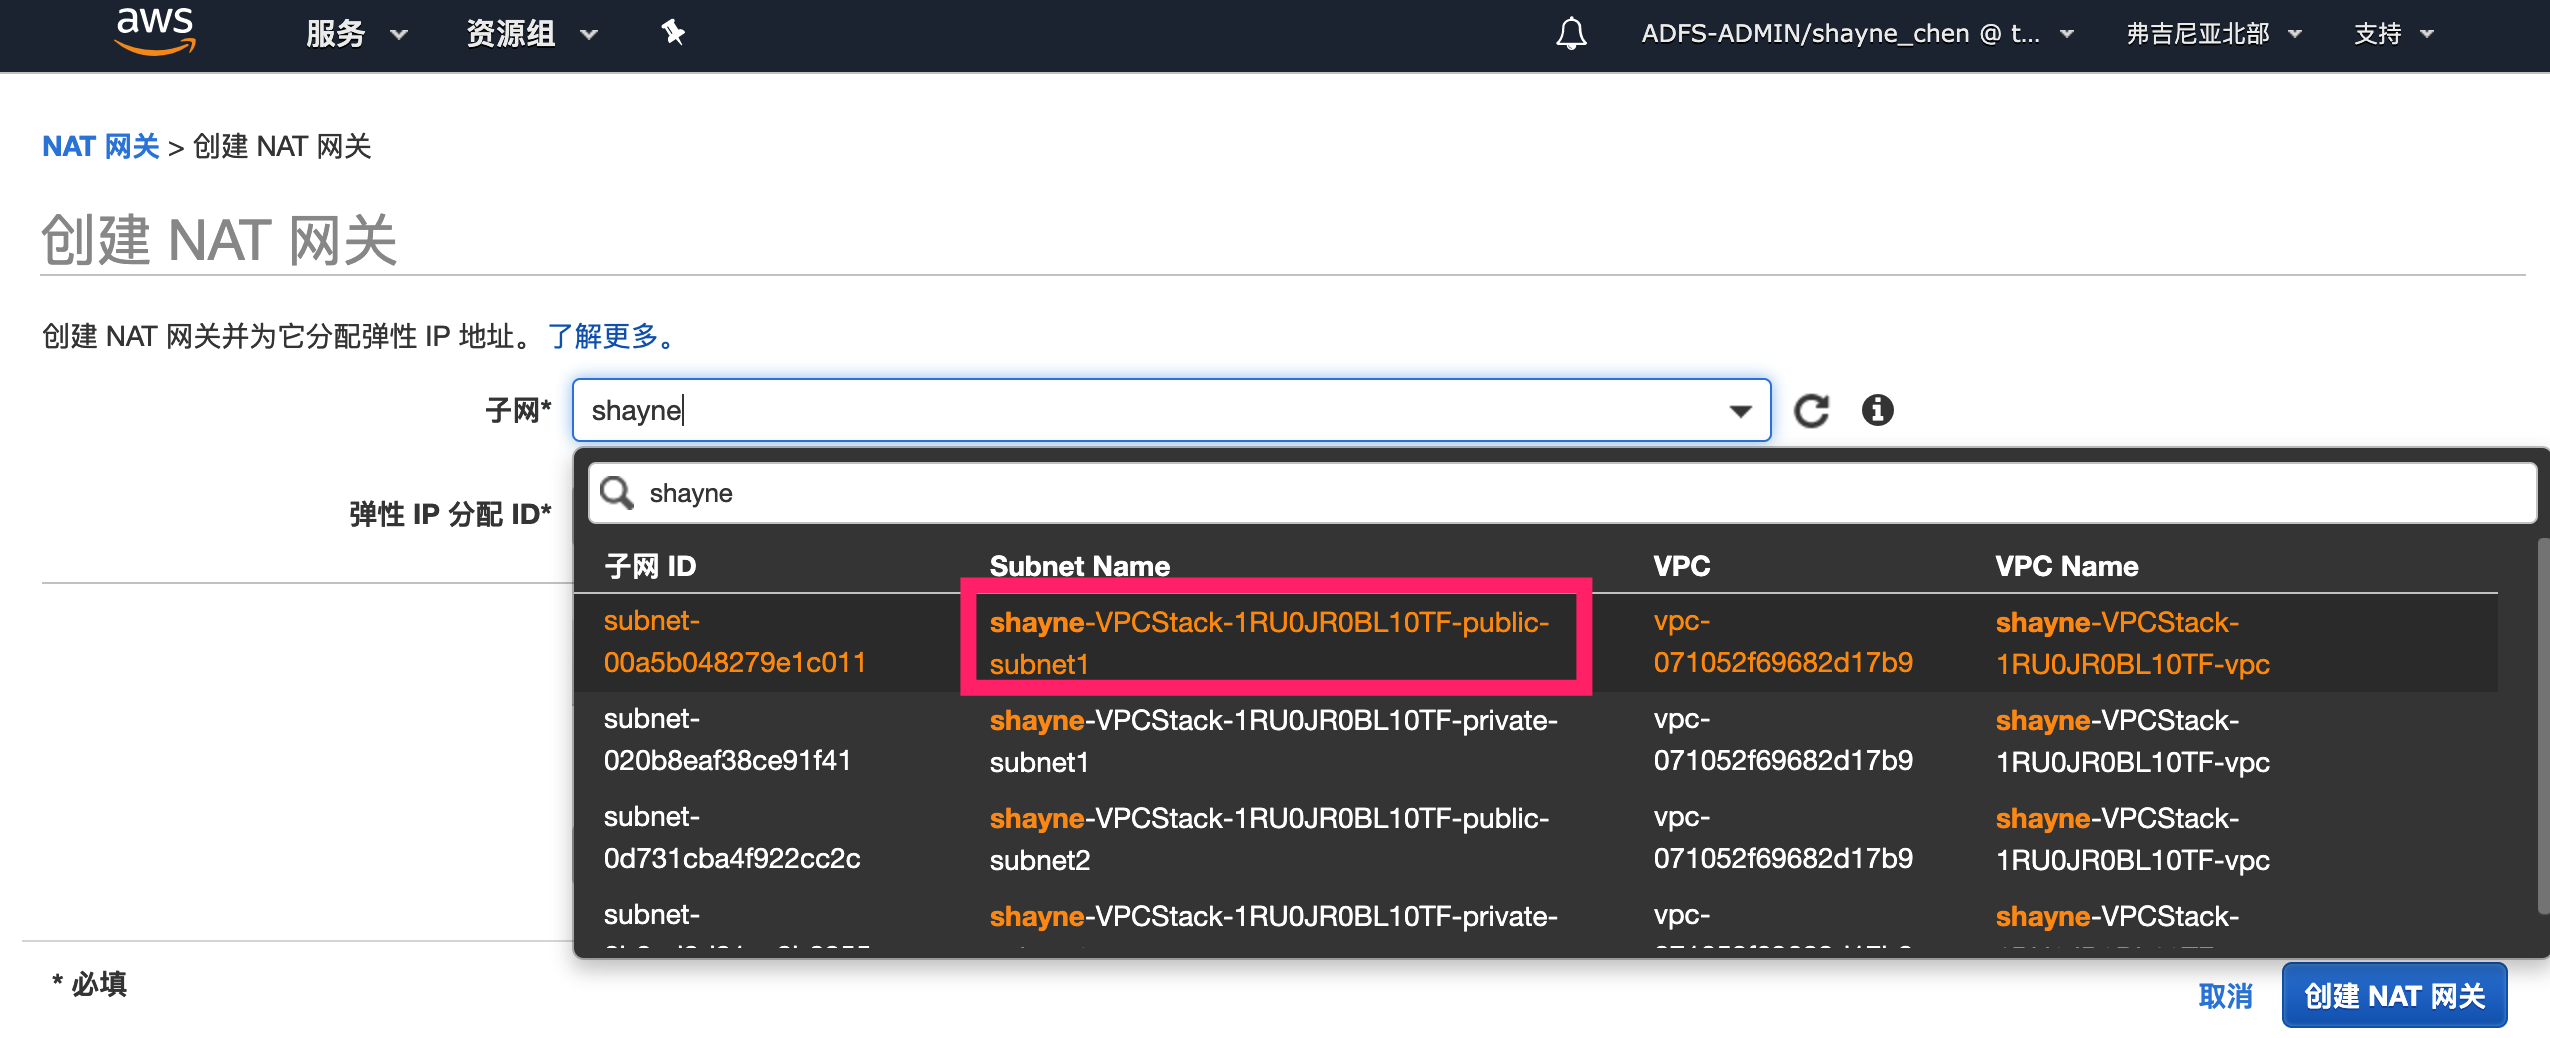 aws 服务 资源组 ADFS-ADMIN/shayne_chen @ t... 弗吉尼亚北部 支持
NAT 网关 > 创建 NAT 网关
创建 NAT 网关
创建 NAT 网关并为它分配弹性 IP 地址。 了解更多。
子网* shayne
shayne
弹性 IP 分配 ID*
子网 ID Subnet Name VPC VPC Name
subnet- shayne-VPCStack-1RU0JR0BL10TF-public- vpc- shayne-VPCStack-
00a5b048279e1c011 subnet1 071052f69682d17b9 1RU0JR0BL10TF-vpc
subnet- shayne-VPCStack-1RU0JR0BL10TF-private- vpc- shayne-VPCStack-
020b8eaf38ce91f41 subnet1 071052f69682d17b9 1RU0JR0BL10TF-vpc
subnet- shayne-VPCStack-1RU0JR0BL10TF-public- vpc- shayne-VPCStack-
0d731cba4f922cc2c subnet2 071052f69682d17b9 1RU0JR0BL10TF-vpc
subnet- shayne-VPCStack-1RU0JR0BL10TF-private- vpc- shayne-VPCStack-
* 必填
取消 创建 NAT 网关